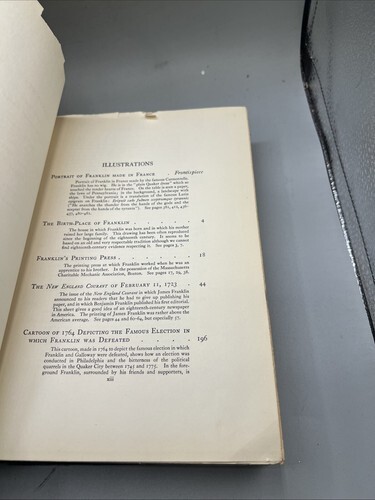 ILLUSTRATIONS
PORTRAIT OF FRANKLIN MADE IN FRANCE . Frontispiece
Portrait of Franklin in France made by the famous Carmontelle.
Franklin has no wig. He is in the "plain Quaker dress" which so
amazed the tender hearts of France. On the table is seen a paper,
the laws of Pennsylvania; in the background, a landscape with
ships. Under the portrait is a translation of the famous Latin
epigram on Franklin: Eripuit coelo fulmen sceptrumque tyrannis
("He snatches the thunder from the hands of the gods and the
sceptre from the hands of the tyrants"). See pages
457, 480-481.
THE BIRTH-PLACE OF FRANKLIN . . . . . 4
The house in which Franklin was born and in which his mother
raised her large family. This drawing has often been reproduced
since the beginning of the eighteenth century. It seems to be
based on an old and very respectable tradition although we cannot
find eighteenth century evidence respecting it. See pages 3, 5.
FRANKLIN'S PRINTING PRESS . . . . . 18
The printing press at which Franklin worked when he was an
apprentice to his brother. In the possession of the Massachusetts
Charitable Mechanic Association, Boston. See pages 17, 19, 36.
THE NEW ENGLAND COURANT OF FEBRUARY 11, 1723 . 44
The issue of the New England Courant in which James Franklin
announced to his readers that he had to give up publishing his
paper, and in which Benjamin Franklin published his first editorial.
This sheet gives a good idea of an eighteenth century newspaper
in America. The printing of James Franklin was rather above the
American average. See pages 44 and 60-64, but especially 57.
CARTOON OF 1764 DEPICTING THE FAMOUS ELECTION IN
WHICH FRANKLIN WAS DEFEATED . . . . 196
This cartoon, made in 1764 to depict the famous election in which
Franklin and Galloway were defeated, shows how an election was
conducted in Philadelphia and the bitterness of the political
quarrels in the Quaker City between 1745 and 1775. In the fore-
ground Franklin, surrounded by his friends and supporters, is
xiii